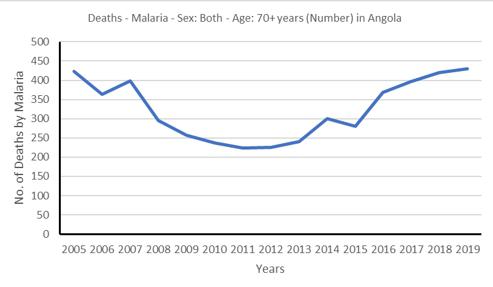 Deaths - Malaria - Sex: Both - Age: 70+ years (Number) in Angola
No. of Deaths by Malaria
500
450
400
350
300
250
200
150
100
50
0
2005 2006 2007 2008 2009 2010 2011 2012 2013 2014 2015 2016 2017 2018 2019
Years